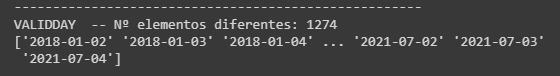 -----------------------------------------------------
VALIDDAY  -- Nº elementos diferentes: 1274
['2018-01-02' '2018-01-03' '2018-01-04' ... '2021-07-02' '2021-07-03'
 '2021-07-04']